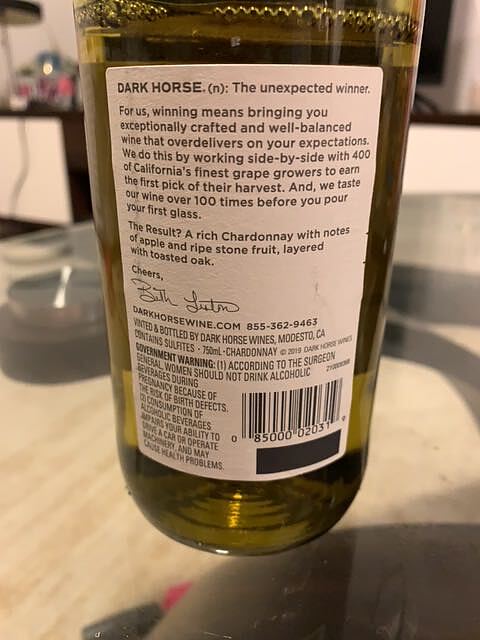 DARK HORSE. (n): The unexpected winner.
For us, winning means bringing you
exceptionally crafted and well-balanced
wine that overdelivers on your expectations.
We do this by working side-by-side with 400
of California's finest grape growers to earn
the first pick of their harvest. And, we taste
our wine over 100 times before you pour
your first glass.
The Result? A rich Chardonnay with notes
of apple and ripe stone fruit, layered
with toasted oak.
Cheers,
Beth Liston
DARKHORSEWINE.COM 855-362-9463
VINTED & BOTTLED BY DARK HORSE WINES, MODESTO, CA
CONTAINS SULFITES · 750mL · CHARDONNAY © 2019 DARK HORSE WINES
GOVERNMENT WARNING: (1) ACCORDING TO THE SURGEON
GENERAL, WOMEN SHOULD NOT DRINK ALCOHOLIC
BEVERAGES DURING
PREGNANCY BECAUSE OF
THE RISK OF BIRTH DEFECTS.
(2) CONSUMPTION OF
ALCOHOLIC BEVERAGES
IMPAIRS YOUR ABILITY TO
DRIVE A CAR OR OPERATE
MACHINERY, AND MAY
CAUSE HEALTH PROBLEMS.
0 85000 02031 9